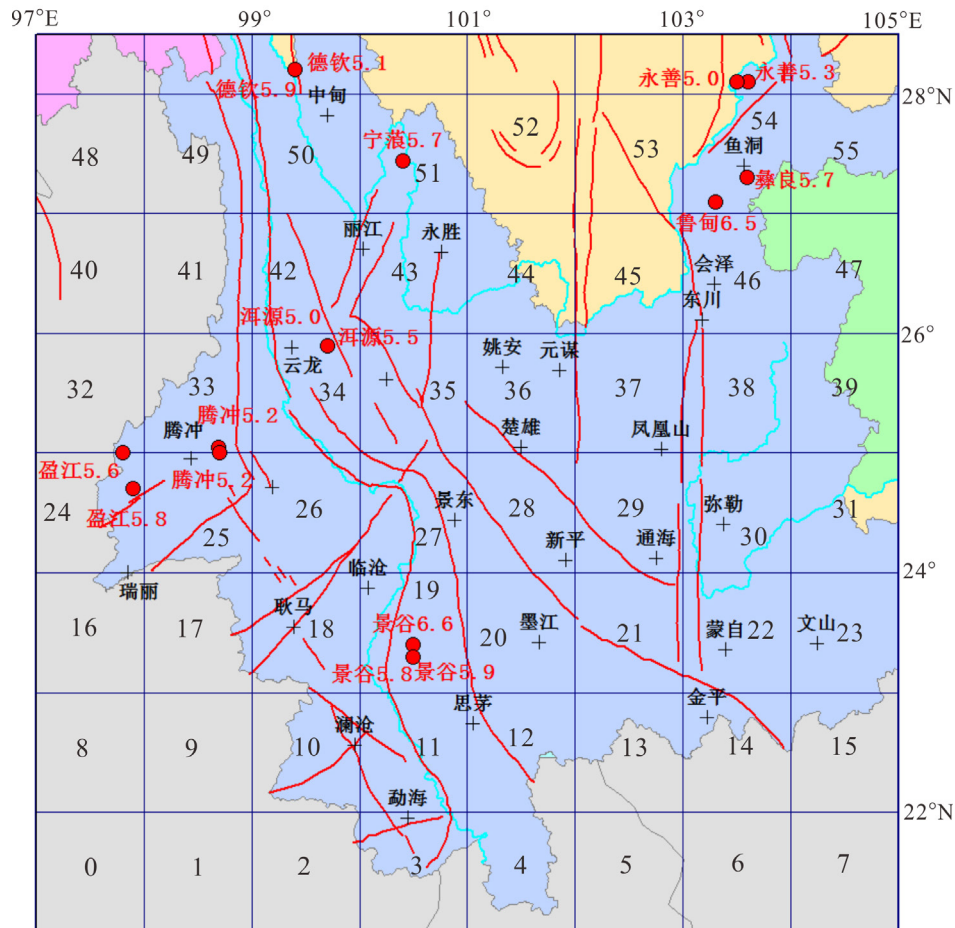 97°E 99° 101° 103° 105°E
德钦5.1
永善5.0 永善5.3
德钦5.9
中甸
28°N
52 54
宁蒗5.7
鱼洞
48 49 50 51 53 55
彝良5.7
鲁甸6.5
丽江 永胜
会泽
40 41 42 43 44 45 46 47
东川
洱源5.0
洱源5.5
26°
姚安 元谋
云龙
32 33 34 35 36 37 38 39
腾冲5.2
腾冲 楚雄 凤凰山
盈江5.6 腾冲5.2
景东
24 26 28 29 弥勒 31
盈江5.8
25 27 新平 通海 30
24°
瑞丽 临沧 19
耿马 墨江
16 17 18 景谷6.6 20 21 蒙自 22 文山 23
景谷5.8 景谷5.9
思茅 金平
澜沧
8 9 10 11 12 13 14 15
勐海
22°N
0 1 2 3 4 5 6 7